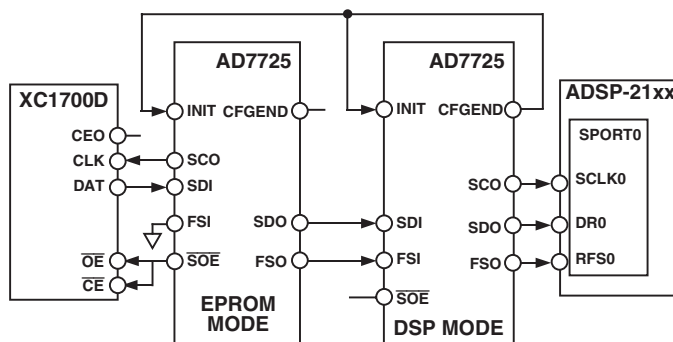 AD7725
AD7725
XC1700D
ADSP-21xx
INIT
CFGEND
INIT
CFGEND
SPORT0
CEO
CLK
SCO
DAT
SDI
SCO
SCLK0
FSI
SDO
SDI
SDO
DR0
OE
SOE
FSO
FSI
FSO
RFS0
CE
SOE
EPROM
MODE
DSP MODE